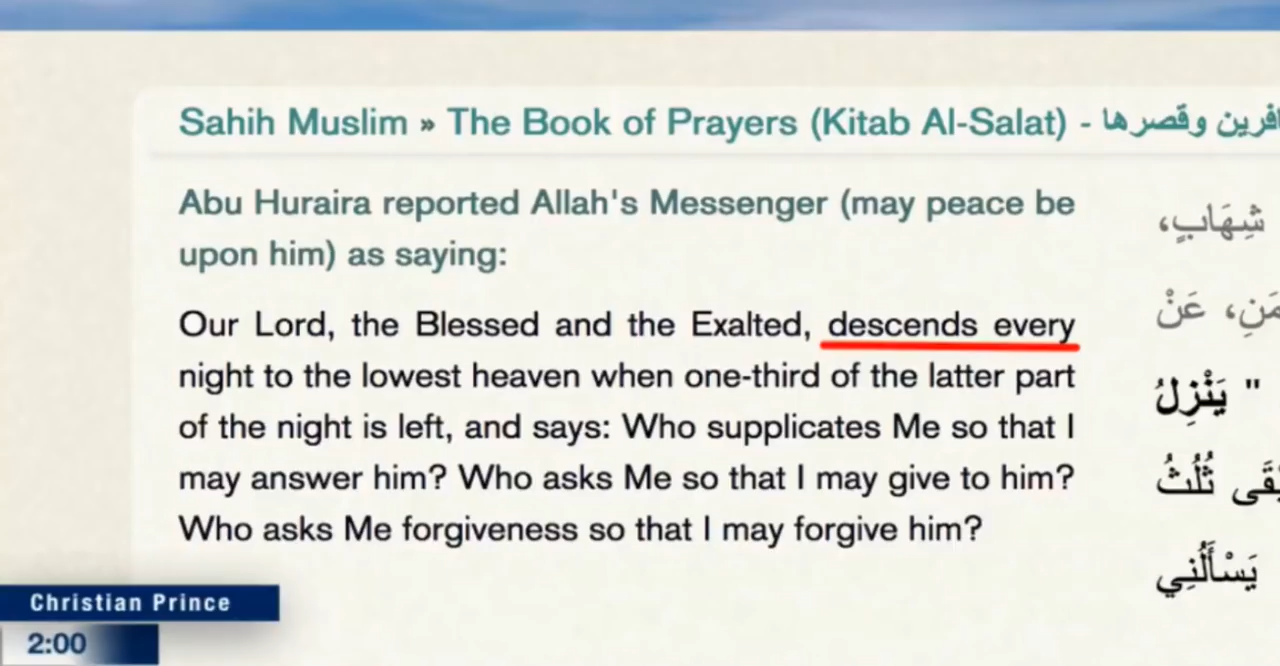 Sahih Muslim » The Book of Prayers (Kitab Al-Salat) - افرين وقصرها
Abu Huraira reported Allah's Messenger (may peace be
upon him) as saying:
Our Lord, the Blessed and the Exalted, descends every
night to the lowest heaven when one-third of the latter part
of the night is left, and says: Who supplicates Me so that I
may answer him? Who asks Me so that I may give to him?
Who asks Me forgiveness so that I may forgive him?
شِهَابٍ،
مَنِ، عَنْ
" يَنْزِلُ
يَبْقَى ثُلُثُ
يَسْأَلُنِي
Christian Prince
2:00